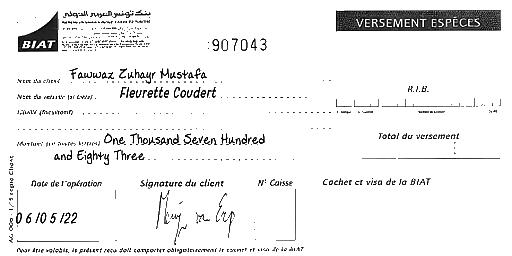 بنك تونس العربي الدولي
BIAT
:907043
VERSEMENT ESPÈCES
Nom du client Fawwaz Zuhayr Mustafa
Nom du verseur (si tiers) Fleurette Coudert
R.I.B.
Libellé (facultatif)
Montant (en toutes lettres) One Thousand Seven Hundred
and Eighty Three
Total du versement
Date de l'opération Signature du client N° Caisse Cachet et visa de la BIAT
06/05/22
Pour être valable, le présent reçu doit comporter obligatoirement le cachet et visa de la BIAT